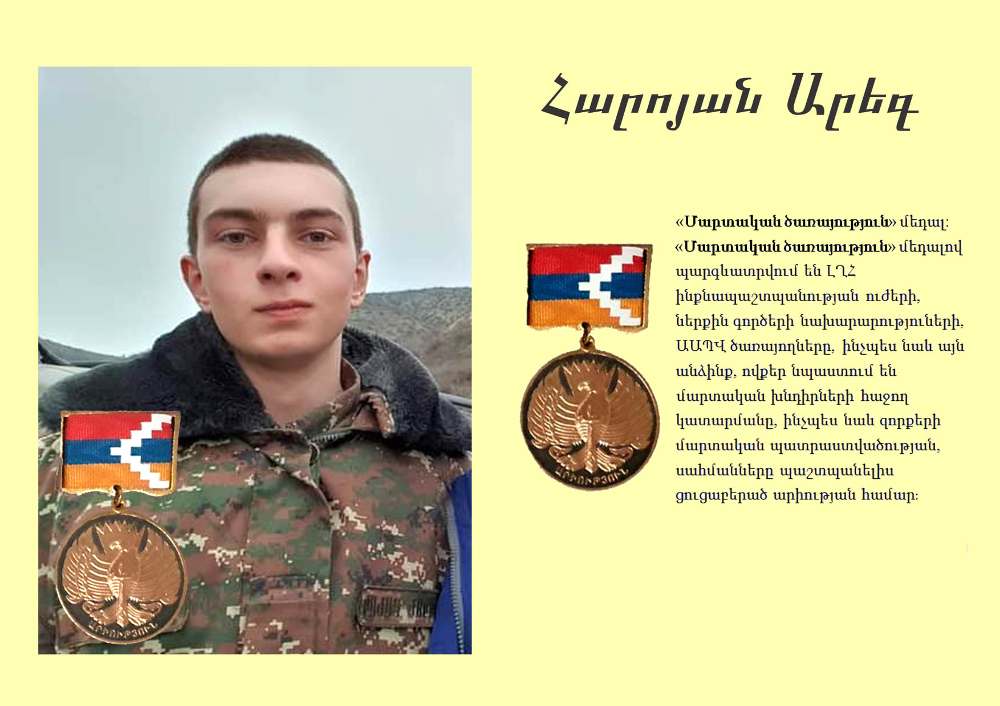 Հարոյան Արեգ
«Մարտական ծառայություն» մեդալ։
«Մարտական ծառայություն» մեդալով
պարգևատրվում են ԼՂՀ
ինքնապաշտպանության ուժերի,
ներքին գործերի նախարարություների,
ԱԱՊՎ ծառայողները, ինչպես նաև այն
անձինք, ովքեր նպաստում են
մարտական խնդիրների հաջող
կատարմանը, ինչպես նաև զորքերի
մարտական պատրաստվածության,
սահմանները պաշտպանելիս
ցուցաբերած արիության համար։
ԱՐԻՈՒԹՅՈՒՆ
ԱՐԻՈՒԹՅՈՒՆ